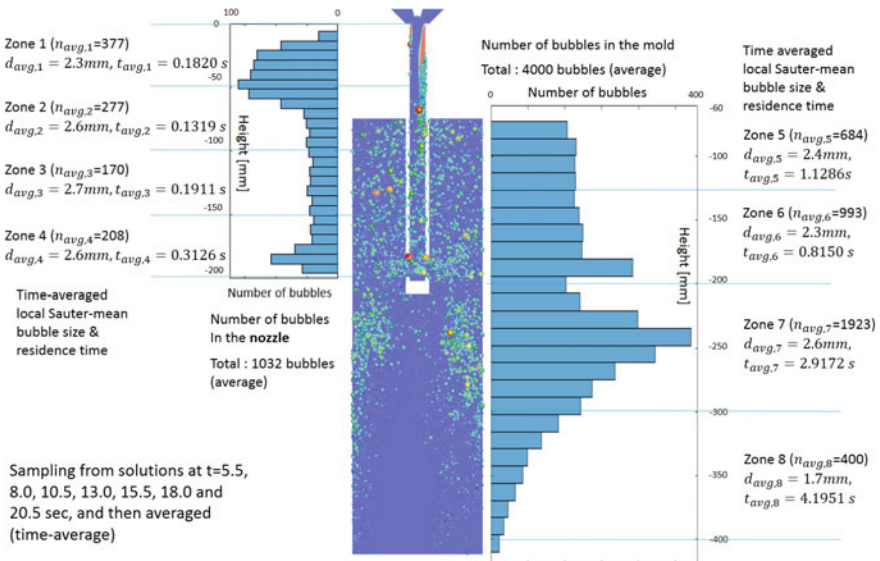 100
0
0
Zone 1 (n_avg,1=377)
d_avg,1 = 2.3mm, t_avg,1 = 0.1820 s
-50
Zone 2 (n_avg,2=277)
d_avg,2 = 2.6mm, t_avg,2 = 0.1319 s
-100
Height [mm]
Zone 3 (n_avg,3=170)
d_avg,3 = 2.7mm, t_avg,3 = 0.1911 s
-150
Zone 4 (n_avg,4=208)
d_avg,4 = 2.6mm, t_avg,4 = 0.3126 s
-200
Number of bubbles
Time-averaged
local Sauter-mean
bubble size &
residence time
Number of bubbles
In the nozzle
Total : 1032 bubbles
(average)
Sampling from solutions at t=5.5,
8.0, 10.5, 13.0, 15.5, 18.0 and
20.5 sec, and then averaged
(time-average)
Number of bubbles in the mold
Total : 4000 bubbles (average)
Number of bubbles
0
400
-60
-100
-150
Height [mm]
-200
-250
-300
-350
-400
Time averaged
local Sauter-mean
bubble size &
residence time
Zone 5 (n_avg,5=684)
d_avg,5 = 2.4mm,
t_avg,5 = 1.1286s
Zone 6 (n_avg,6=993)
d_avg,6 = 2.3mm,
t_avg,6 = 0.8150 s
Zone 7 (n_avg,7=1923)
d_avg,7 = 2.6mm,
t_avg,7 = 2.9172 s
Zone 8 (n_avg,8=400)
d_avg,8 = 1.7mm,
t_avg,8 = 4.1951 s